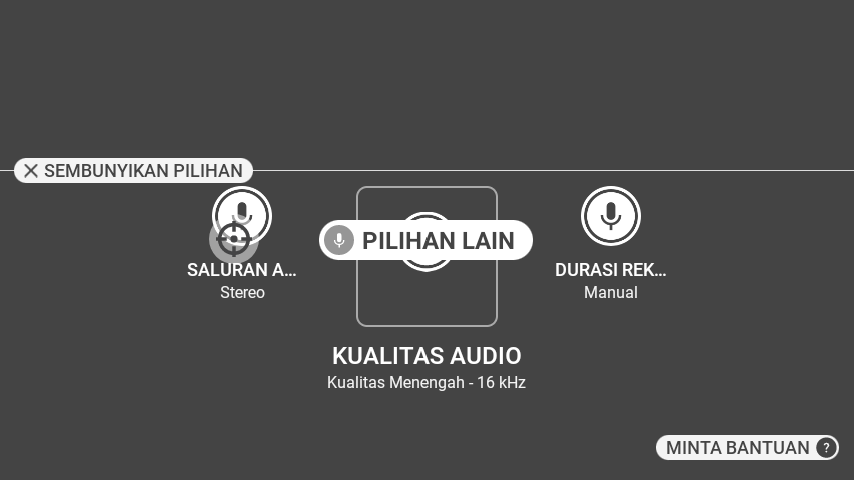 SEMBUNYIKAN PILIHAN
PILIHAN LAIN
SALURAN A...
Stereo
DURASI REK...
Manual
KUALITAS AUDIO
Kualitas Menengah - 16 kHz
MINTA BANTUAN ?